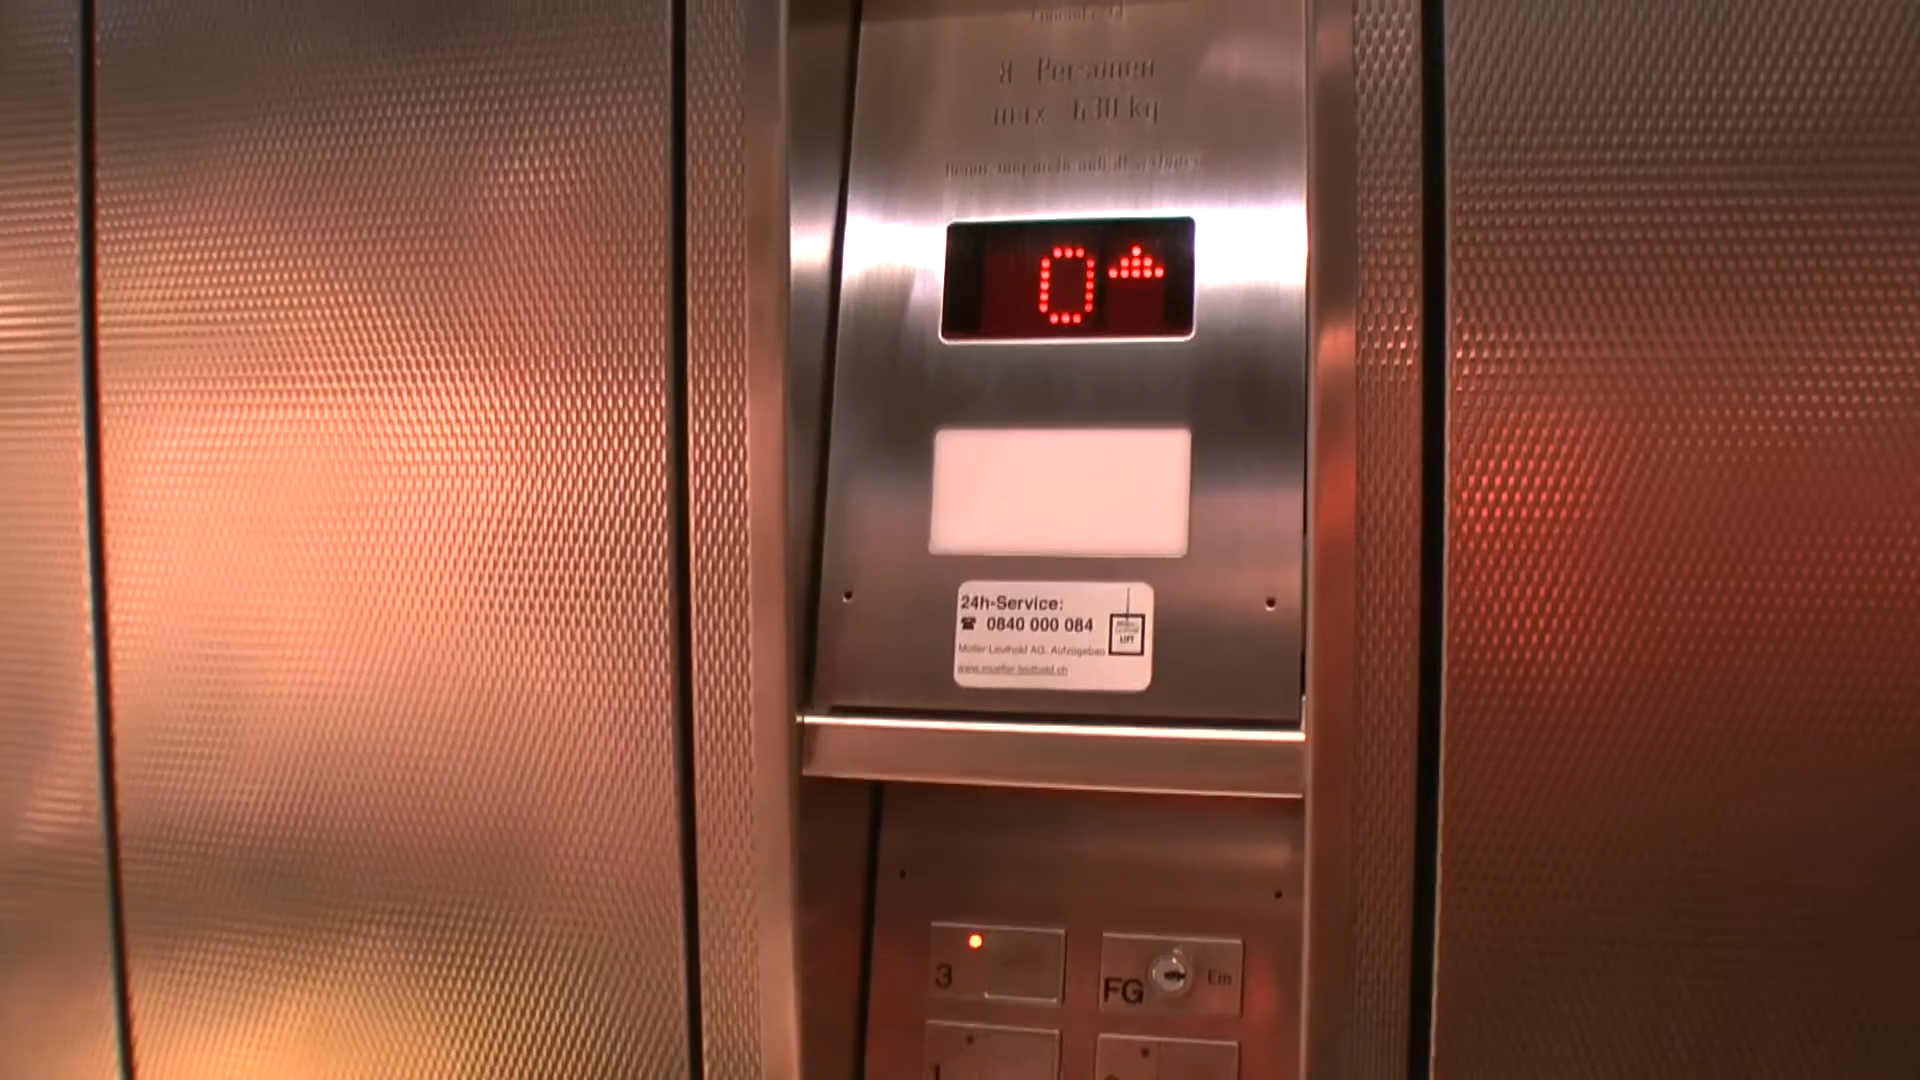 8 Personen
max. 630 kg
0
24h-Service:
0840 000 084
Müller-Leuthold AG, Aufzügebau
www.mueller-leuthold.ch
LIFT
3
FG
Ein